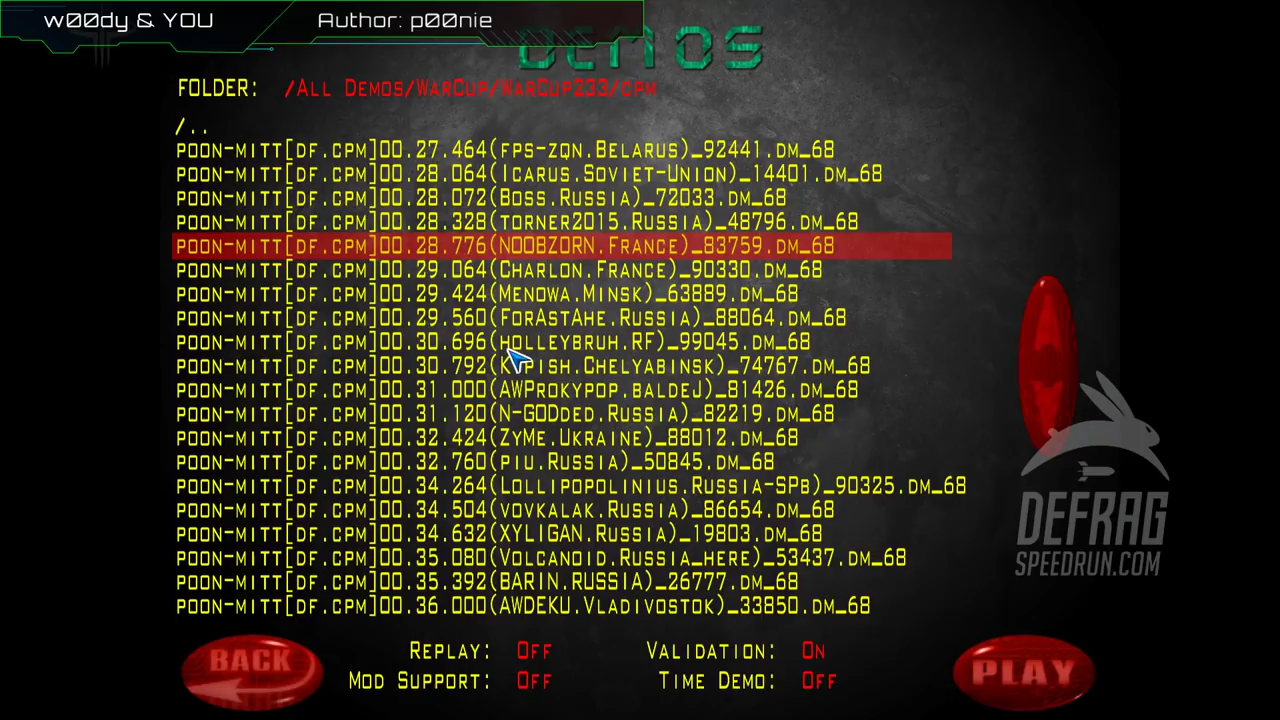 w00dy & YOU
Author: p00nie
DEMOS
FOLDER: /All Demos/WarCup/WarCup233/cpm
/..
poon-mitt[df.cpm]00.27.464(fps-zqn.Belarus)_92441.dm_68
poon-mitt[df.cpm]00.28.064(Icarus.Soviet-Union)_14401.dm_68
poon-mitt[df.cpm]00.28.072(Boss.Russia)_72033.dm_68
poon-mitt[df.cpm]00.28.328(torner2015.Russia)_48796.dm_68
poon-mitt[df.cpm]00.28.776(N00BZ0RN.France)_83759.dm_68
poon-mitt[df.cpm]00.29.064(Charlon.France)_90330.dm_68
poon-mitt[df.cpm]00.29.424(Menowa.Minsk)_63889.dm_68
poon-mitt[df.cpm]00.29.560(ForAstAhe.Russia)_88064.dm_68
poon-mitt[df.cpm]00.30.696(holleybruh.RF)_99045.dm_68
poon-mitt[df.cpm]00.30.792(K pish.Chelyabinsk)_74767.dm_68
poon-mitt[df.cpm]00.31.000(AWProkypop.baldeJ)_81426.dm_68
poon-mitt[df.cpm]00.31.120(N-GODded.Russia)_82219.dm_68
poon-mitt[df.cpm]00.32.424(ZyMe.Ukraine)_88012.dm_68
poon-mitt[df.cpm]00.32.760(piu.Russia)_50845.dm_68
poon-mitt[df.cpm]00.34.264(Lollipopolinius.Russia-SPb)_90325.dm_68
poon-mitt[df.cpm]00.34.504(vovkalak.Russia)_86654.dm_68
poon-mitt[df.cpm]00.34.632(XYLIGAN.Russia)_19803.dm_68
poon-mitt[df.cpm]00.35.080(Volcanoid.Russia_here)_53437.dm_68
poon-mitt[df.cpm]00.35.392(BARIN.RUSSIA)_26777.dm_68
poon-mitt[df.cpm]00.36.000(AWDEKU.Vladivostok)_33850.dm_68
DEFRAG
SPEEDRUN.COM
Replay: Off
Validation: On
Mod Support: Off
Time Demo: Off
BACK
PLAY